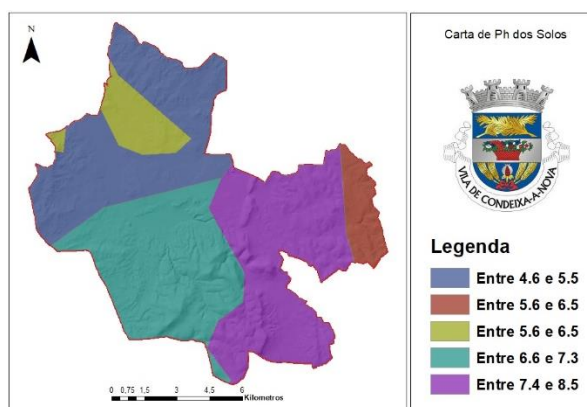 N
0 0,75 1,5 3 4,5 6
Kilometros
Carta de Ph dos Solos
VILA DE CONDEIXA-A-NOVA
Legenda
Entre 4.6 e 5.5
Entre 5.6 e 6.5
Entre 5.6 e 6.5
Entre 6.6 e 7.3
Entre 7.4 e 8.5